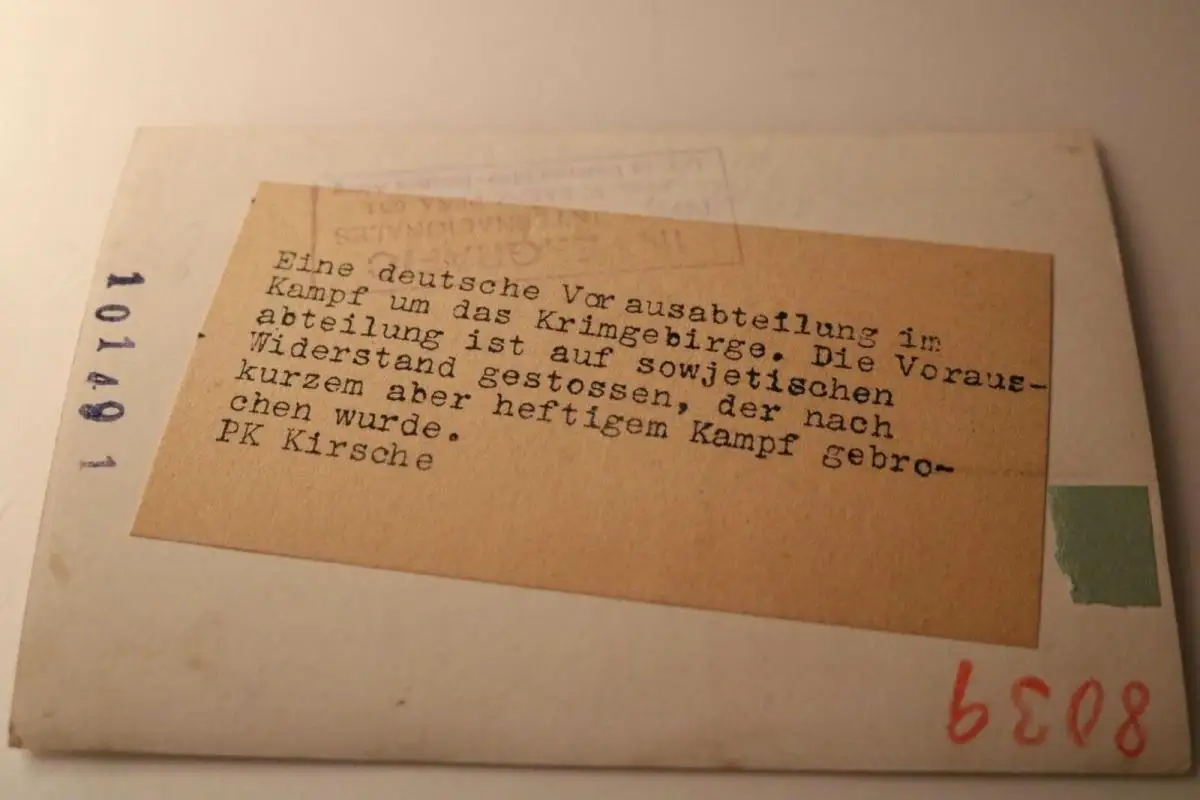 Eine deutsche Vorausabteilung im
Kampf um das Krimgebirge. Die Voraus-
abteilung ist auf sowjetischen
Widerstand gestossen, der nach
kurzem aber heftigem Kampf gebro-
chen wurde.
PK Kirsche
101491
8039